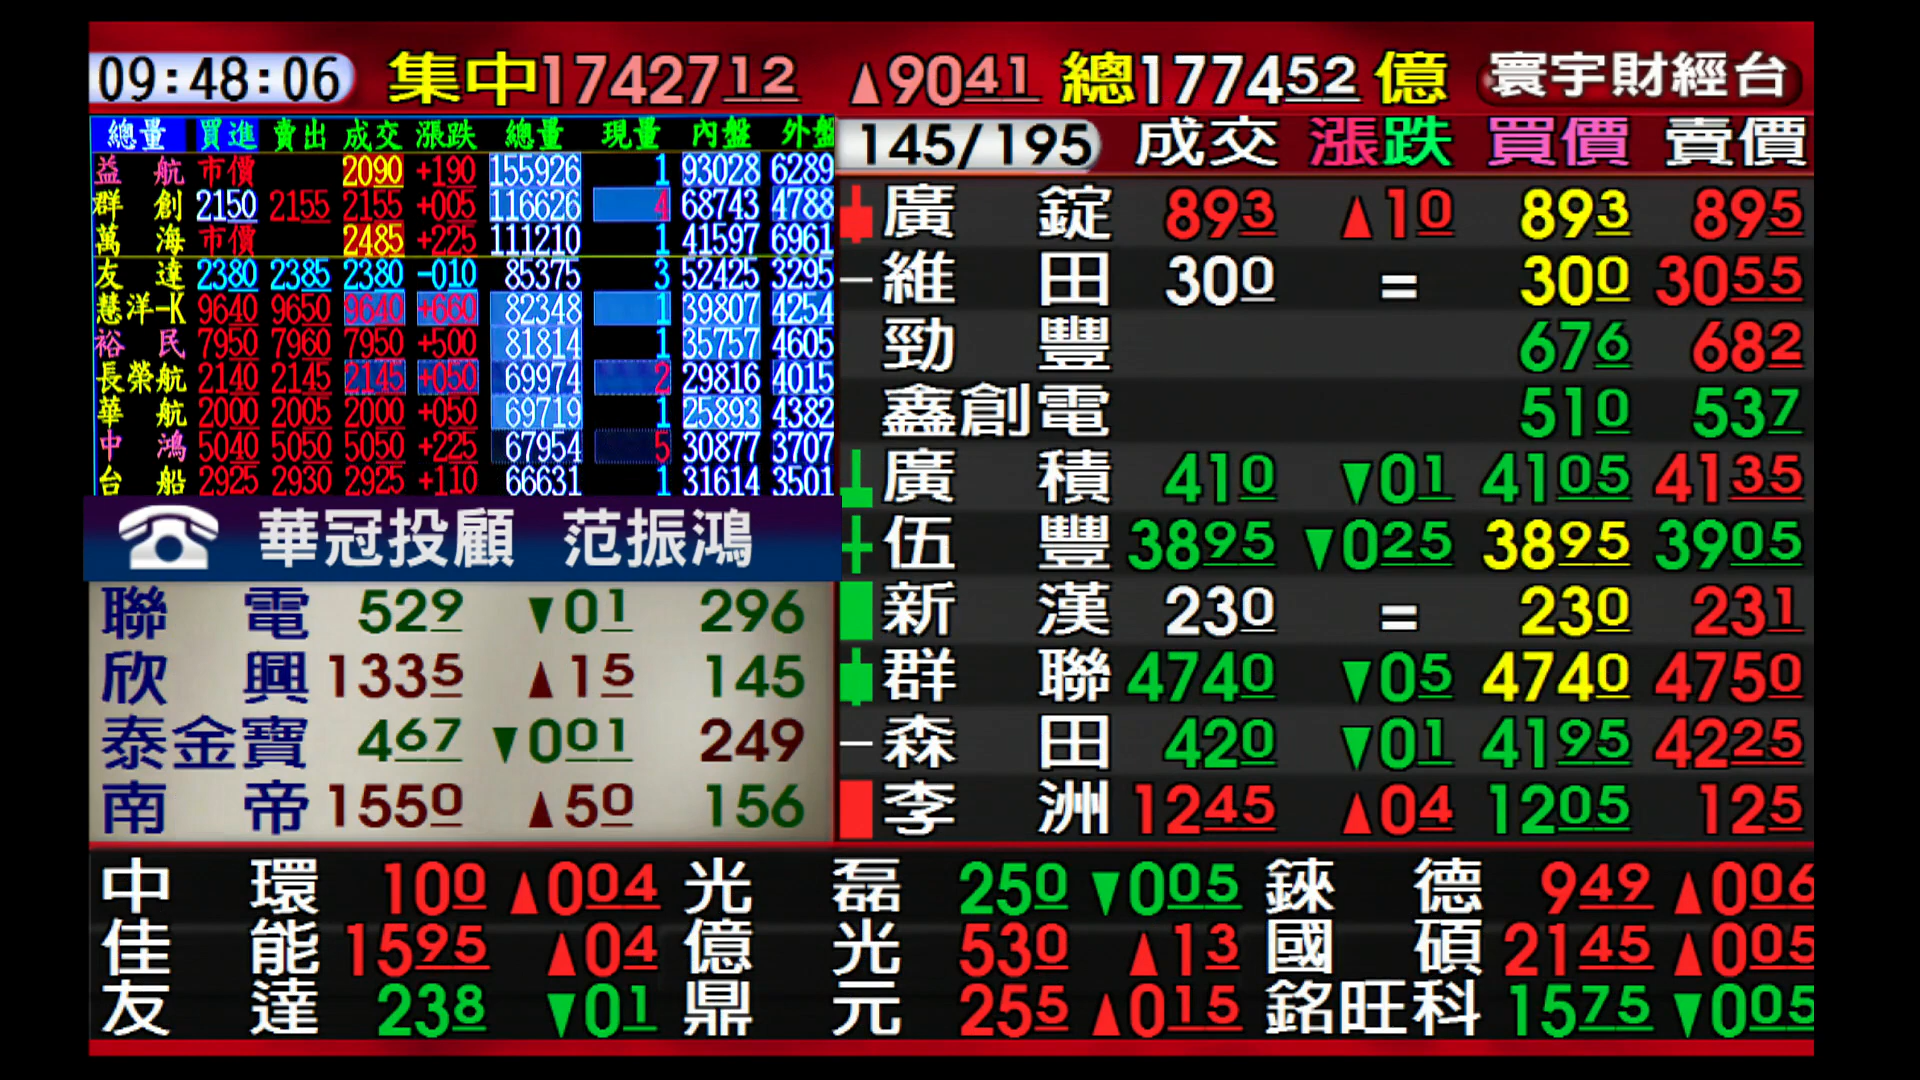 09:48:06 集中1742712 ▲9041 總177452億 寰宇財經台
總量 買進 賣出 成交 漲跌 總量 現量 內盤 外盤
益航 市價 2090 +190 155926 1 93028 6289
群創 2150 2155 2155 +005 116626 4 68743 4788
萬海 市價 2485 +225 111210 1 41597 6961
友達 2380 2385 2380 -010 85375 3 52425 3295
慧洋-K 9640 9650 9640 +660 82348 1 39807 4254
裕民 7950 7960 7950 +500 81814 1 35757 4605
長榮航 2140 2145 2145 +050 69974 2 29816 4015
華航 2000 2005 2000 +050 69719 1 25893 4382
中鴻 5040 5050 5050 +225 67954 5 30877 3707
台船 2925 2930 2925 +110 66631 1 31614 3501
華冠投顧 范振鴻
聯電 529 ▼01 296
欣興 1335 ▲15 145
泰金寶 467 ▼001 249
南帝 1550 ▲50 156
145/195 成交 漲跌 買價 賣價
廣錠 893 ▲10 893 895
維田 300 = 300 3055
勁豐 676 682
鑫創電 510 537
廣積 410 ▼01 4105 4135
伍豐 3895 ▼025 3895 3905
新漢 230 = 230 231
群聯 4740 ▼05 4740 4750
森田 420 ▼01 4195 4225
李洲 1245 ▲04 1205 125
中環 100 ▲004 光磊 250 ▼005 錸德 949 ▲006
佳能 1595 ▲04 億光 530 ▲13 國碩 2145 ▲005
友達 238 ▼01 鼎元 255 ▲015 銘旺科 1575 ▼005